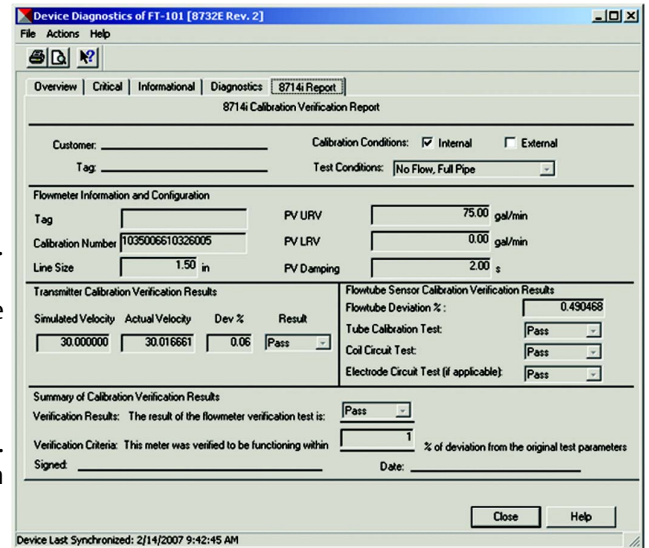 Device Diagnostics of FT-101 [8732E Rev. 2]
File Actions Help
Overview Critical Informational Diagnostics 8714i Report
8714i Calibration Verification Report
Customer: Calibration Conditions: Internal External
Tag: Test Conditions: No Flow, Full Pipe
Flowmeter Information and Configuration
Tag PV URV 75.00 gal/min
Calibration Number 1035006610326005 PV LRV 0.00 gal/min
Line Size 1.50 in PV Damping 2.00 s
Transmitter Calibration Verification Results
Simulated Velocity Actual Velocity Dev % Result
30.000000 30.016661 0.06 Pass
Flowtube Sensor Calibration Verification Results
Flowtube Deviation %: 0.490468
Tube Calibration Test: Pass
Coil Circuit Test: Pass
Electrode Circuit Test (if applicable): Pass
Summary of Calibration Verification Results
Verification Results: The result of the flowmeter verification test is: Pass
Verification Criteria: This meter was verified to be functioning within 1 % of deviation from the original test parameters
Signed: Date:
Close Help
Device Last Synchronized: 2/14/2007 9:42:45 AM